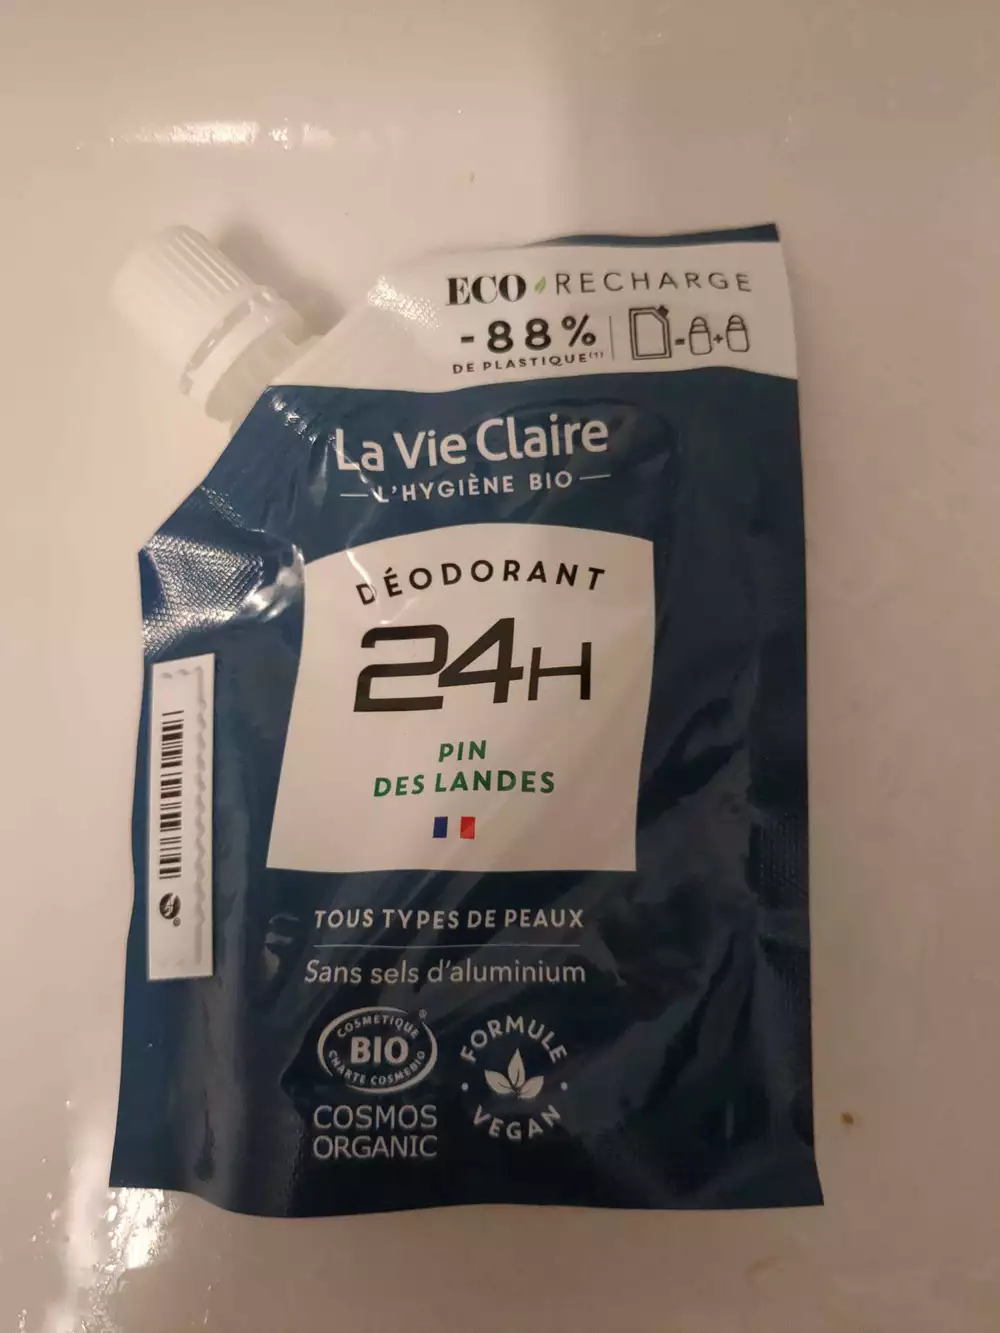 ECO RECHARGE
-88%
DE PLASTIQUE(1)
La Vie Claire
L'HYGIÈNE BIO
DÉODORANT
24H
PIN
DES LANDES
TOUS TYPES DE PEAUX
Sans sels d'aluminium
COSMETIQUE
BIO
CHARTE COSMEBIO
®
COSMOS
ORGANIC
FORMULE
VEGAN